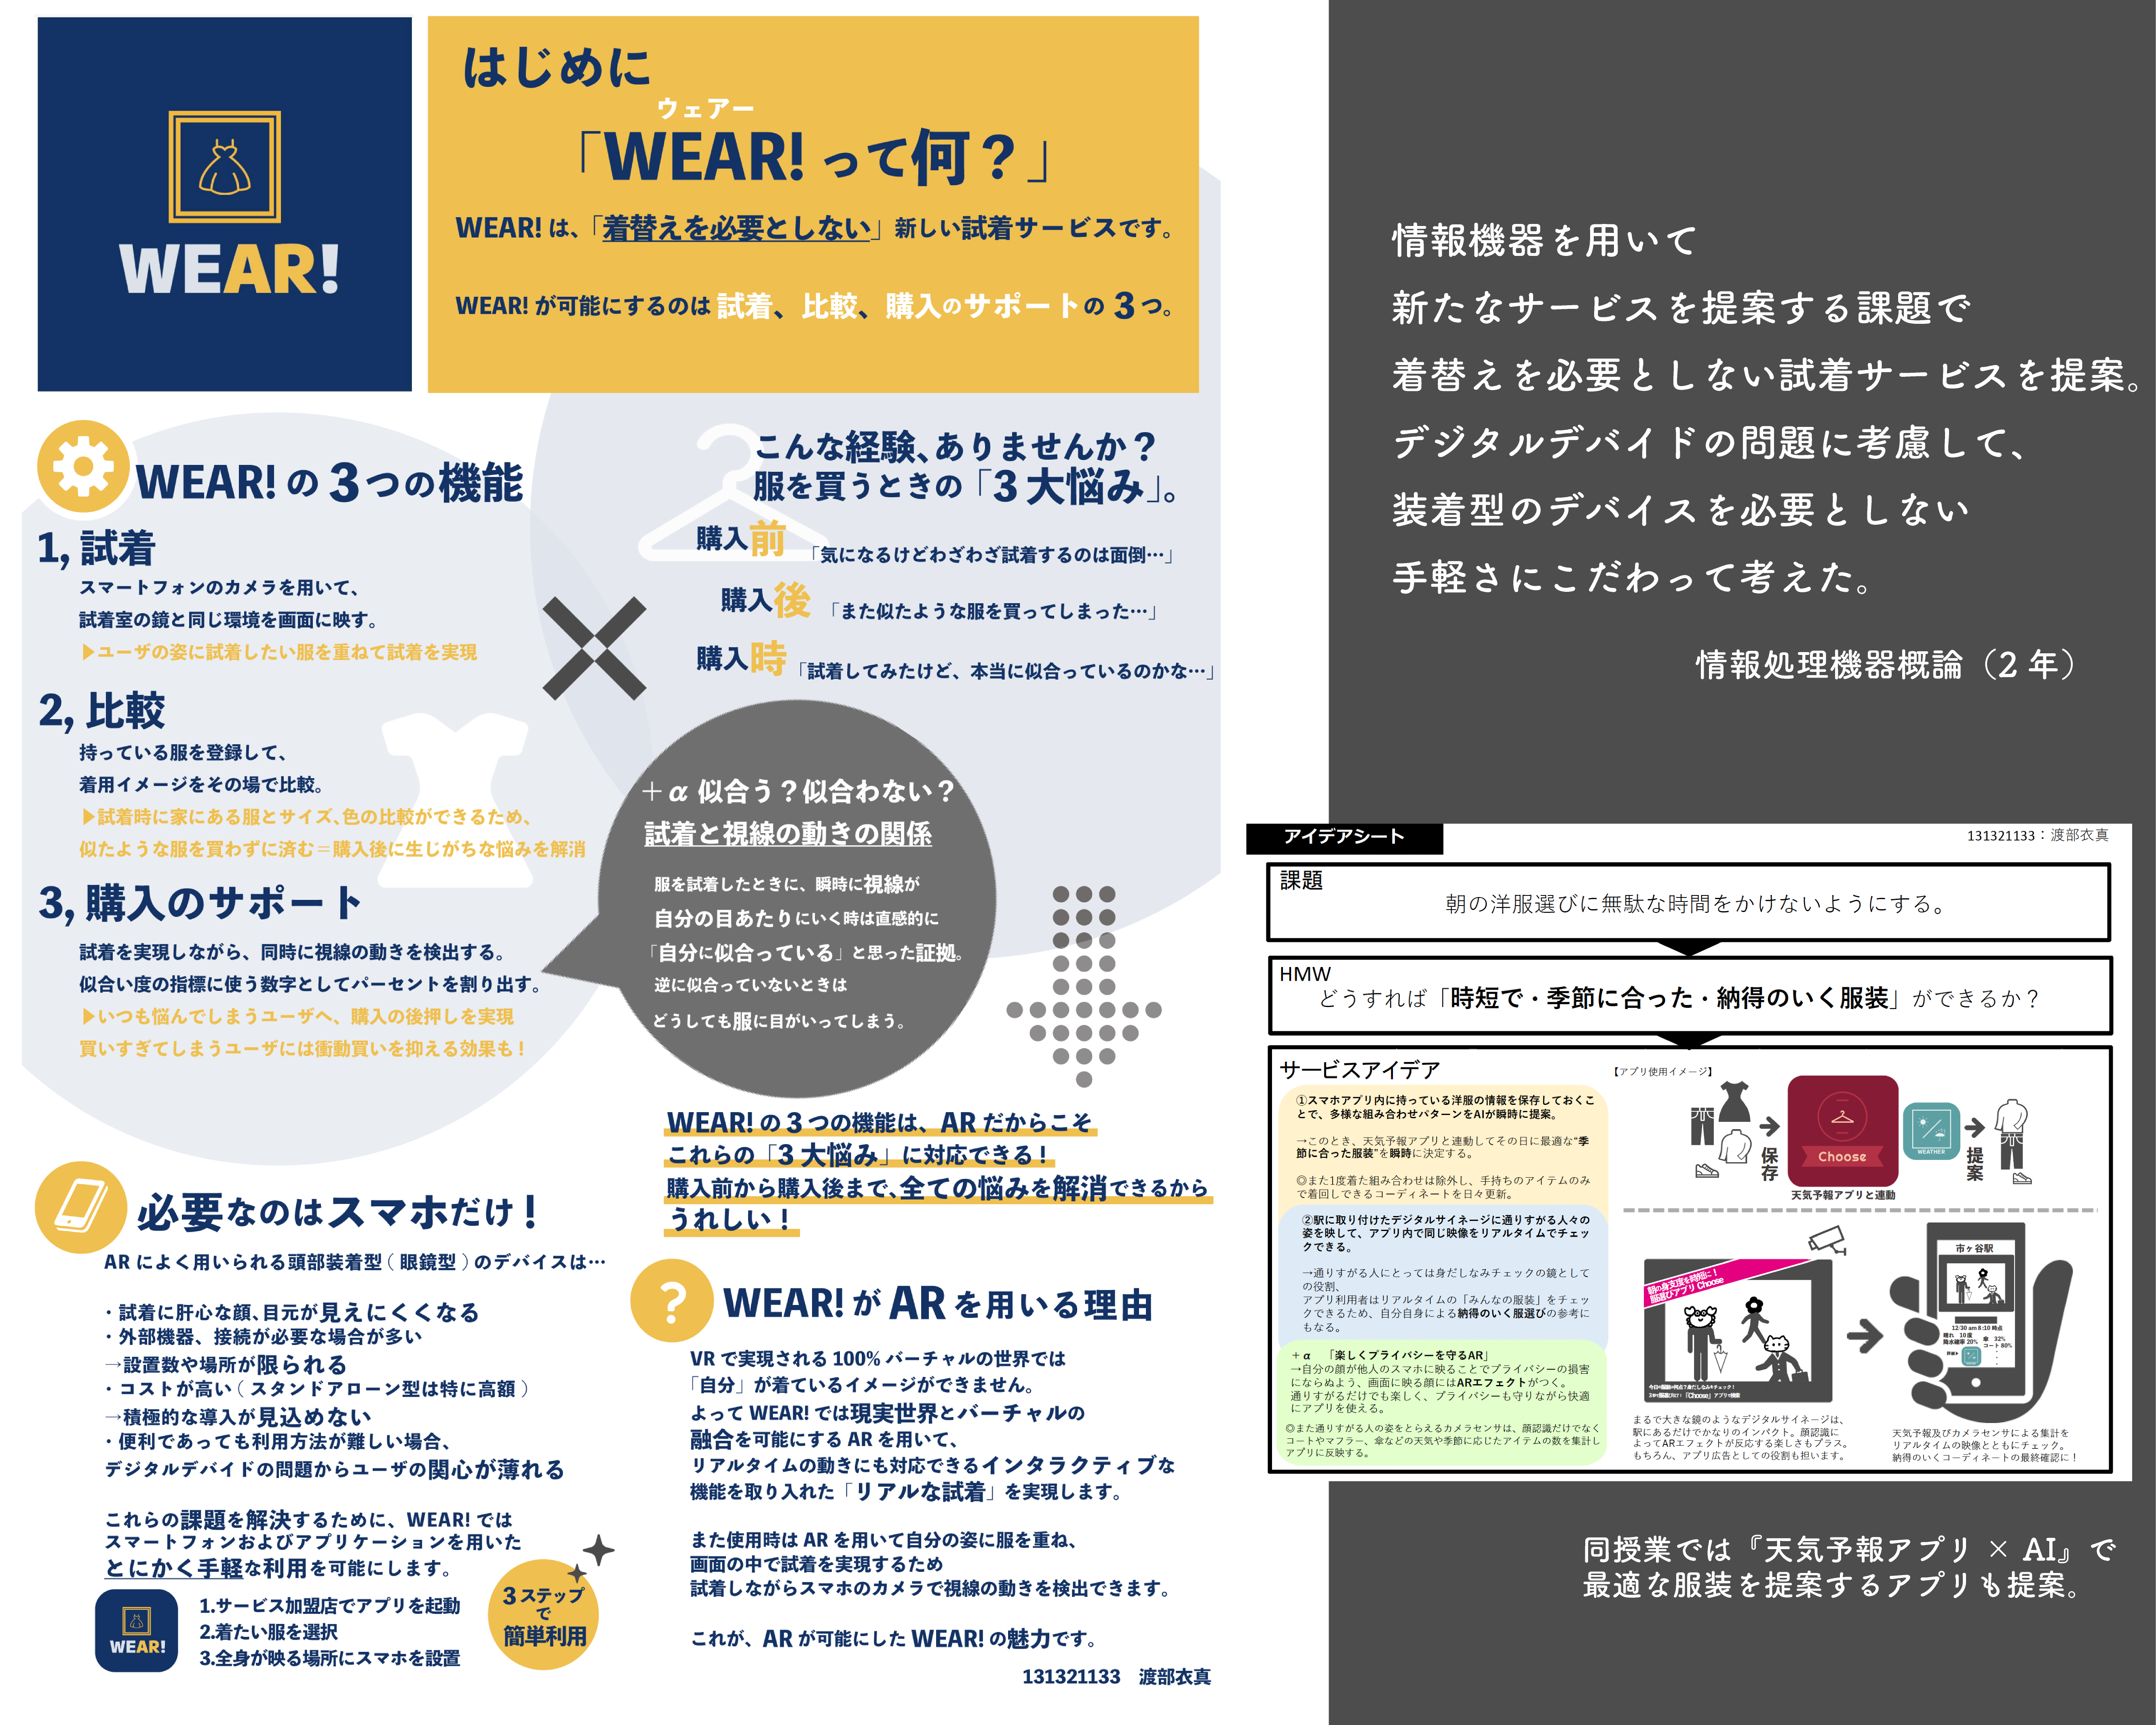 WEAR!
はじめに
ウェアー
「WEAR! って何？」
WEAR! は、「着替えを必要としない」新しい試着サービスです。
WEAR! が可能にするのは 試着、比較、購入のサポートの 3 つ。
WEAR! の 3 つの機能
1, 試着
スマートフォンのカメラを用いて、
試着室の鏡と同じ環境を画面に映す。
▶ユーザの姿に試着したい服を重ねて試着を実現
2, 比較
持っている服を登録して、
着用イメージをその場で比較。
▶試着時に家にある服とサイズ、色の比較ができるため、
似たような服を買わずに済む＝購入後に生じがちな悩みを解消
3, 購入のサポート
試着を実現しながら、同時に視線の動きを検出する。
似合い度の指標に使う数字としてパーセントを割り出す。
▶いつも悩んでしまうユーザへ、購入の後押しを実現
買いすぎてしまうユーザには衝動買いを抑える効果も！
こんな経験、ありませんか？
服を買うときの「3 大悩み」。
購入前 「気になるけどわざわざ試着するのは面倒…」
購入後 「また似たような服を買ってしまった…」
購入時 「試着してみたけど、本当に似合っているのかな…」
＋α 似合う？似合わない？
試着と視線の動きの関係
服を試着したときに、瞬時に視線が
自分の目あたりにいく時は直感的に
「自分に似合っている」と思った証拠。
逆に似合っていないときは
どうしても服に目がいってしまう。
WEAR! の 3 つの機能は、AR だからこそ
これらの「3 大悩み」に対応できる！
購入前から購入後まで、全ての悩みを解消できるから
うれしい！
必要なのはスマホだけ！
AR によく用いられる頭部装着型（眼鏡型）のデバイスは…
・試着に肝心な顔、目元が見えにくくなる
・外部機器、接続が必要な場合が多い
→設置数や場所が限られる
・コストが高い（スタンドアローン型は特に高額）
→積極的な導入が見込めない
・便利であっても利用方法が難しい場合、
デジタルデバイドの問題からユーザの関心が薄れる
これらの課題を解決するために、WEAR! では
スマートフォンおよびアプリケーションを用いた
とにかく手軽な利用を可能にします。
WEAR!
1.サービス加盟店でアプリを起動
2.着たい服を選択
3.全身が映る場所にスマホを設置
3 ステップ
で
簡単利用
?
WEAR! が AR を用いる理由
VR で実現される 100% バーチャルの世界では
「自分」が着ているイメージができません。
よって WEAR! では現実世界とバーチャルの
融合を可能にする AR を用いて、
リアルタイムの動きにも対応できるインタラクティブな
機能を取り入れた「リアルな試着」を実現します。
また使用時は AR を用いて自分の姿に服を重ね、
画面の中で試着を実現するため
試着しながらスマホのカメラで視線の動きを検出できます。
これが、AR が可能にした WEAR! の魅力です。
131321133　渡部衣真
情報機器を用いて
新たなサービスを提案する課題で
着替えを必要としない試着サービスを提案。
デジタルデバイドの問題に考慮して、
装着型のデバイスを必要としない
手軽さにこだわって考えた。
情報処理機器概論（2 年）
アイデアシート
131321133：渡部衣真
課題
朝の洋服選びに無駄な時間をかけないようにする。
HMW
どうすれば「時短で・季節に合った・納得のいく服装」ができるか？
サービスアイデア
①スマホアプリ内に持っている洋服の情報を保存しておくこ
とで、多様な組み合わせパターンをAIが瞬時に提案。
→このとき、天気予報アプリと連動してその日に最適な“季
節に合った服装”を瞬時に決定する。
◎また1度着た組み合わせは除外し、手持ちのアイテムのみ
で着回しできるコーディネートを日々更新。
②駅に取り付けたデジタルサイネージに通りすがる人々の
姿を映して、アプリ内で同じ映像をリアルタイムでチェッ
クできる。
→通りすがる人にとっては身だしなみチェックの鏡として
の役割、
アプリ利用者はリアルタイムの「みんなの服装」をチェッ
クできるため、自分自身による納得のいく服選びの参考に
もなる。
＋α　「楽しくプライバシーを守るAR」
→自分の顔が他人のスマホに映ることでプライバシーの損害
にならぬよう、画面に映る顔にはARエフェクトがつく。
通りすがるだけでも楽しく、プライバシーも守りながら快適
にアプリを使える。
◎また通りすがる人の姿をとらえるカメラセンサは、顔認識だけでなく
コートやマフラー、傘などの天気や季節に応じたアイテムの数を集計し
アプリに反映する。
【アプリ使用イメージ】
保存
Choose
WEATHER
提案
天気予報アプリと連動
朝の身支度を時短に！
服選びアプリ Choose
市ヶ谷駅
12/30 am 8:10 時点
晴れ 10度
降水確率 20%
傘 32%
コート 80%
まるで大きな鏡のようなデジタルサイネージは、
駅にあるだけでかなりのインパクト。顔認識に
よってARエフェクトが反応する楽しさもプラス。
もちろん、アプリ広告としての役割も担います。
天気予報及びカメラセンサによる集計を
リアルタイムの映像とともにチェック。
納得のいくコーディネートの最終確認に！
同授業では『天気予報アプリ × AI』で
最適な服装を提案するアプリも提案。